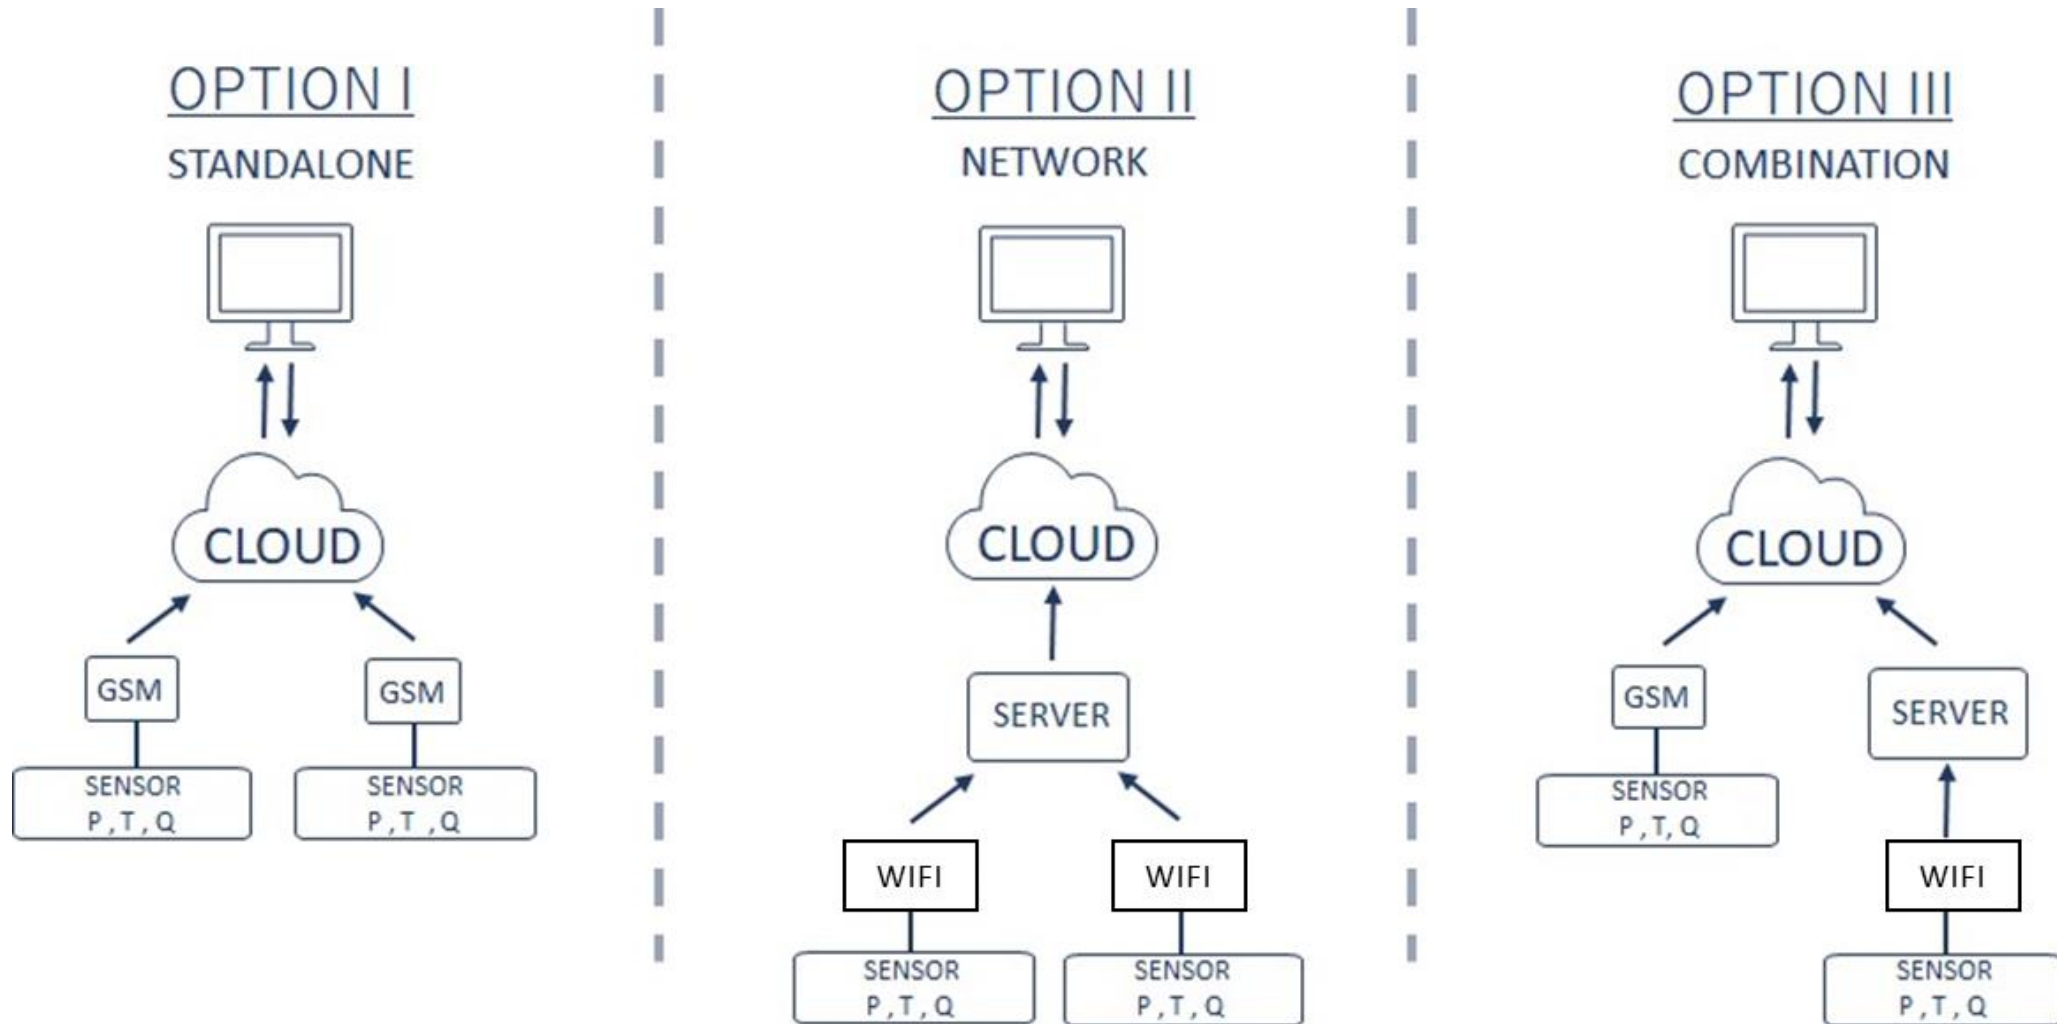 OPTION I
STANDALONE
CLOUD
GSM
GSM
SENSOR
P , T , Q
SENSOR
P , T , Q
OPTION II
NETWORK
CLOUD
SERVER
WIFI
WIFI
SENSOR
P , T , Q
SENSOR
P , T , Q
OPTION III
COMBINATION
CLOUD
GSM
SERVER
SENSOR
P , T, Q
WIFI
SENSOR
P , T , Q